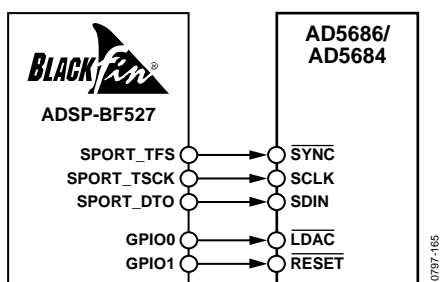 BLACKfin®
ADSP-BF527
SPORT_TFS
SPORT_TSCK
SPORT_DTO
GPIO0
GPIO1
AD5686/
AD5684
SYNC
SCLK
SDIN
LDAC
RESET
0797-165